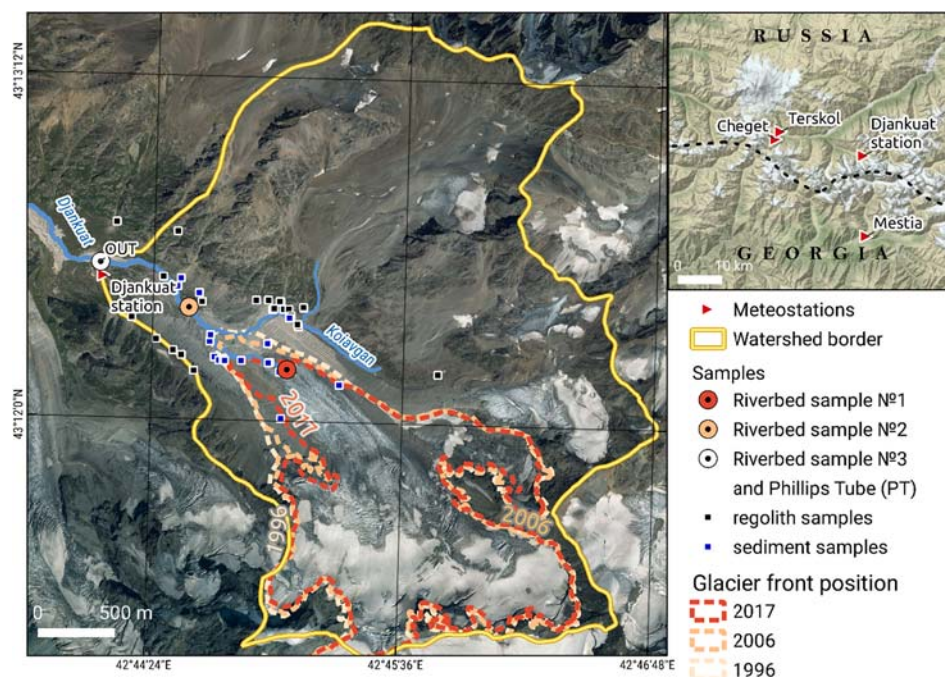 43°13'12"N
43°12'0"N
Djankuat
OUT
Djankuat
station
Koiavgan
2017
1996
2006
0 500 m
42°44'24"E
42°45'36"E
42°46'48"E
RUSSIA
Terskol
Cheget
Djankuat
station
Mestia
GEORGIA
0 10 km
Meteostations
Watershed border
Samples
Riverbed sample №1
Riverbed sample №2
Riverbed sample №3
and Phillips Tube (PT)
regolith samples
sediment samples
Glacier front position
2017
2006
1996